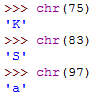 >>> chr(75)
'K'
>>> chr(83)
'S'
>>> chr(97)
'a'